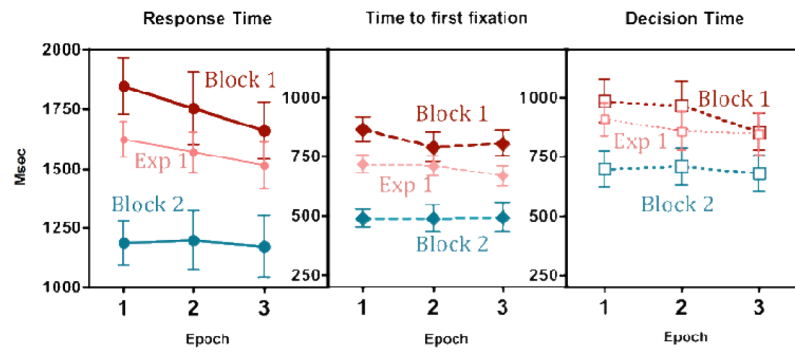 Response Time
Time to first fixation
Decision Time
Msec
2000
1750
1500
1250
1000
Block 1
Exp 1
Block 2
1 2 3
Epoch
1000
750
500
250
Block 1
Exp 1
Block 2
1 2 3
Epoch
1000
750
500
250
Block 1
Exp 1
Block 2
1 2 3
Epoch